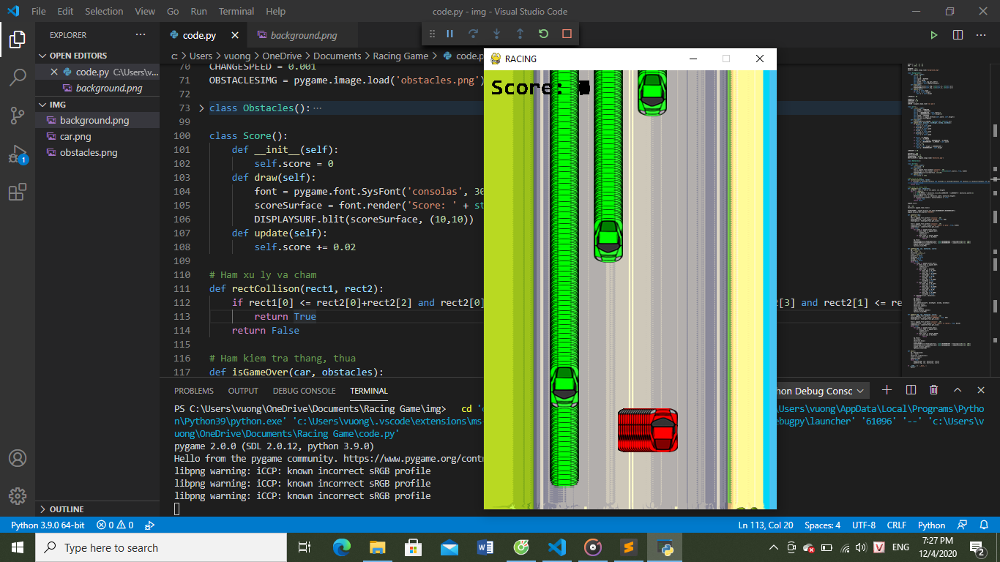 File Edit Selection View Go Run Terminal Help
code.py - img - Visual Studio Code
EXPLORER
OPEN EDITORS
code.py C:\Users\v...
background.png
IMG
background.png
car.png
obstacles.png
OUTLINE
code.py
background.png
c: > Users > vuong > OneDrive > Documents > Racing Game > img > code.p
70 CHANGESPEED = 0.001
71 OBSTACLESIMG = pygame.image.load('obstacles.png')
72
73 class Obstacles():...
99
100 class Score():
101 def __init__(self):
102 self.score = 0
103 def draw(self):
104 font = pygame.font.SysFont('consolas', 30
105 scoreSurface = font.render('Score: ' + st
106 DISPLAYSURF.blit(scoreSurface, (10,10))
107 def update(self):
108 self.score += 0.02
109
110 # Ham xu ly va cham
111 def rectCollison(rect1, rect2):
112 if rect1[0] <= rect2[0]+rect2[2] and rect2[0] 2[3] and rect2[1] <= re
113 return True
114 return False
115
116 # Ham kiem tra thang, thua
117 def isGameOver(car, obstacles):
RACING
Score:
PROBLEMS OUTPUT DEBUG CONSOLE TERMINAL
hon Debug Consc
PS C:\Users\vuong\OneDrive\Documents\Racing Game\img> cd 'c \Users\vuong\AppData\Local\Programs\Pytho
n\Python39\python.exe' 'c:\Users\vuong\.vscode\extensions\ms- ebugpy\launcher' '61096' '--' 'c:\Users\v
uong\OneDrive\Documents\Racing Game\code.py'
pygame 2.0.0 (SDL 2.0.12, python 3.9.0)
Hello from the pygame community. https://www.pygame.org/contr
libpng warning: iCCP: known incorrect sRGB profile
libpng warning: iCCP: known incorrect sRGB profile
libpng warning: iCCP: known incorrect sRGB profile
Python 3.9.0 64-bit 0 0
Ln 113, Col 20 Spaces: 4 UTF-8 CRLF Python
Type here to search
ENG
7:27 PM
12/4/2020
2